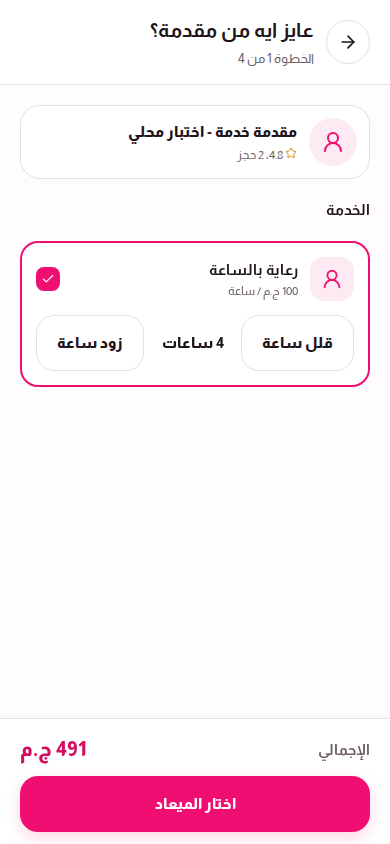 عايز ايه من مقدمة؟
الخطوة 1 من 4
مقدمة خدمة - اختبار محلي
4.8، 2 حجز
الخدمة
رعاية بالساعة
100 ج.م / ساعة
قلل ساعة
4 ساعات
زود ساعة
الإجمالي
491 ج.م
اختار الميعاد